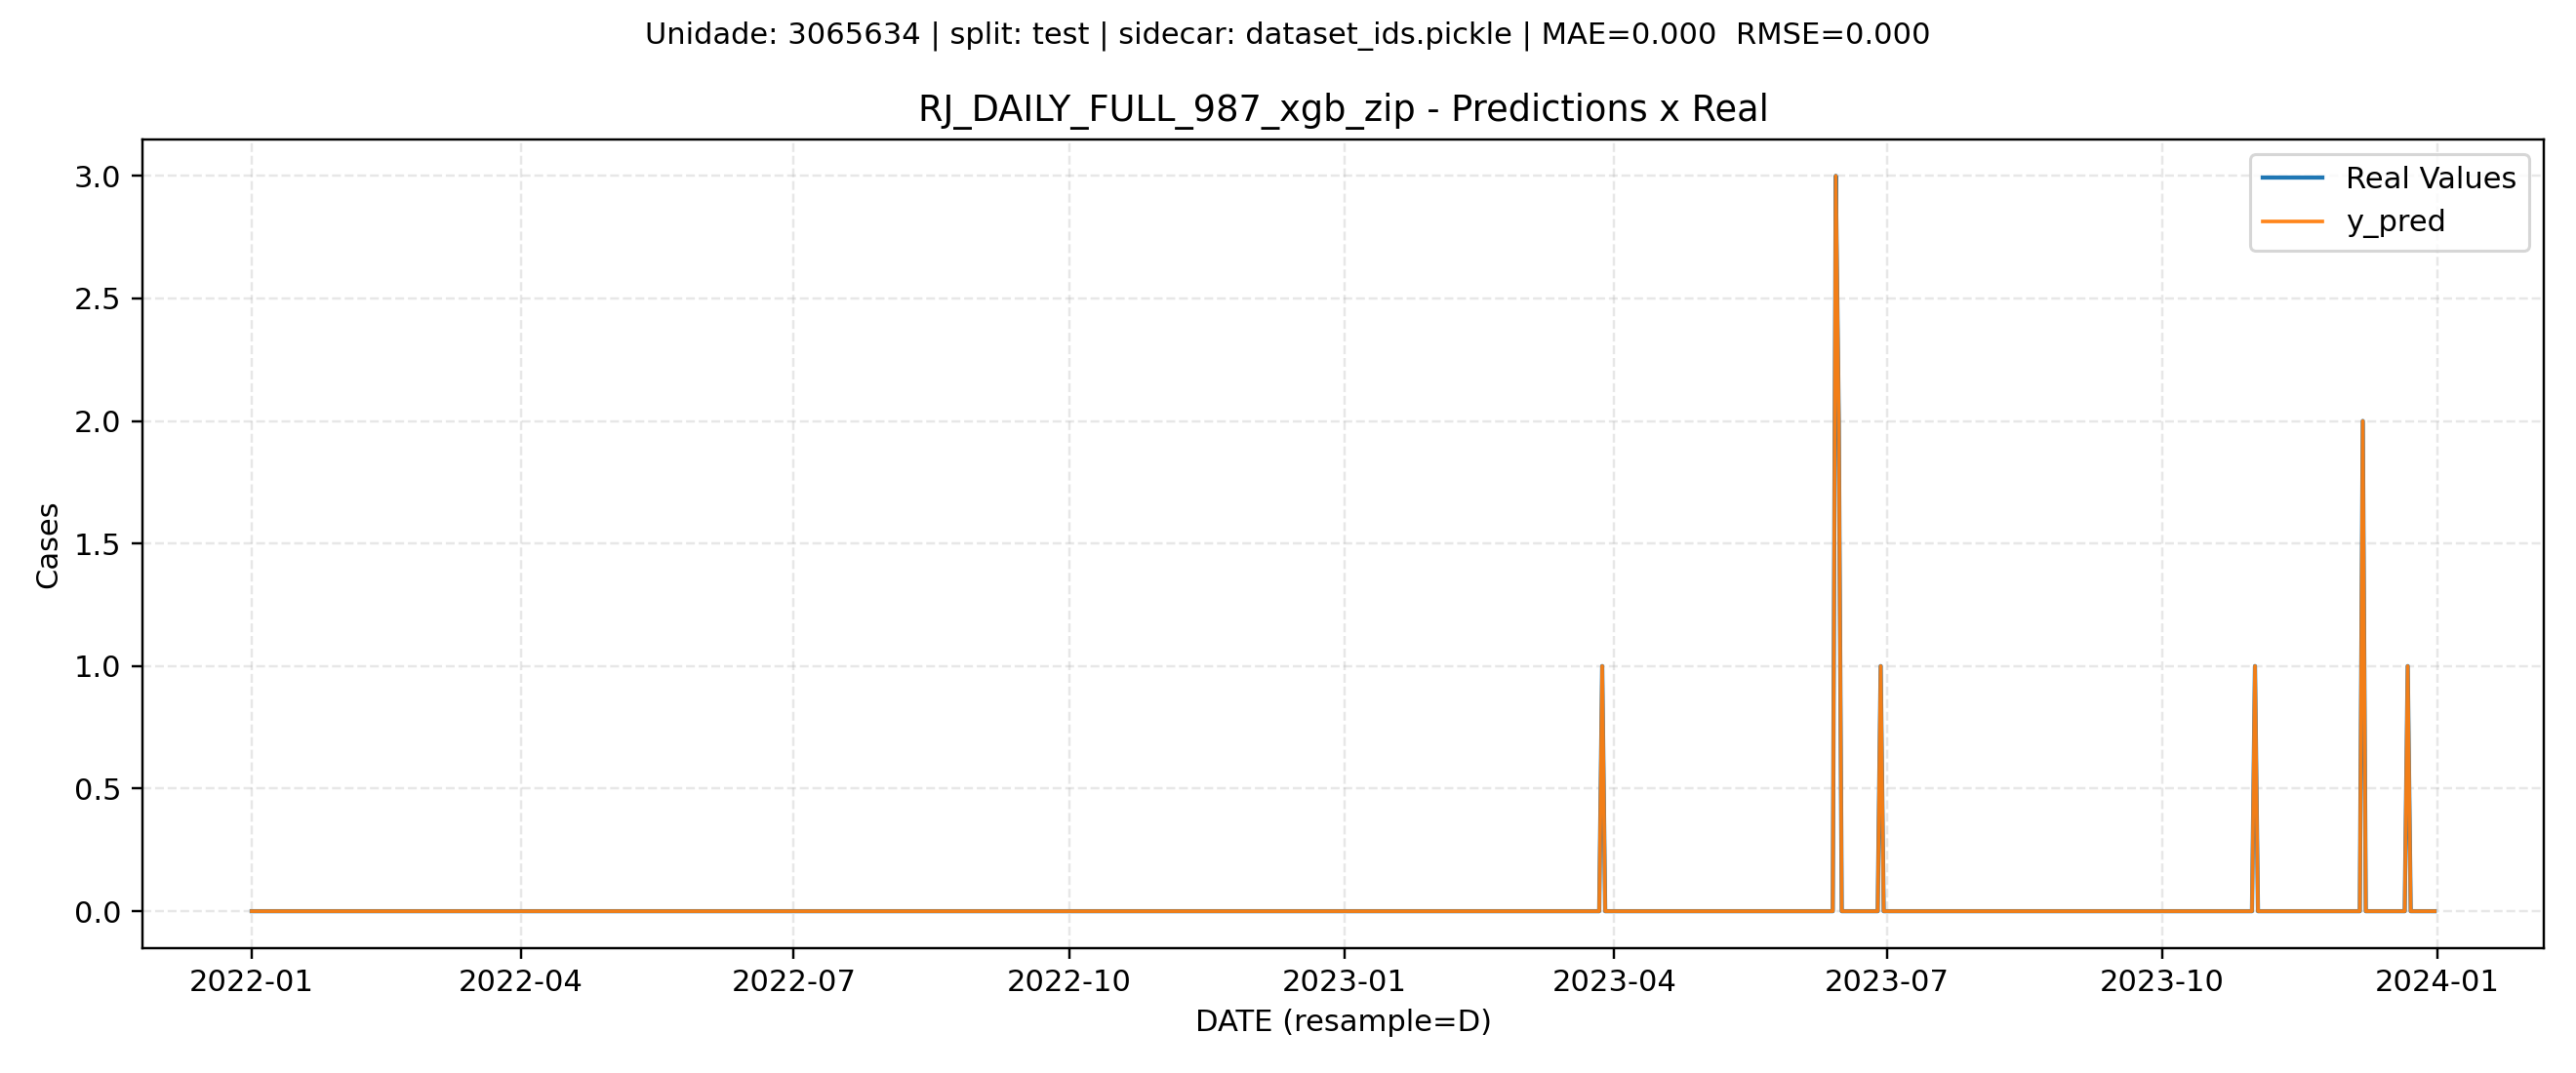 Unidade: 3065634 | split: test | sidecar: dataset_ids.pickle | MAE=0.000  RMSE=0.000
RJ_DAILY_FULL_987_xgb_zip - Predictions x Real
Real Values
y_pred
Cases
3.0
2.5
2.0
1.5
1.0
0.5
0.0
2022-01 2022-04 2022-07 2022-10 2023-01 2023-04 2023-07 2023-10 2024-01
DATE (resample=D)